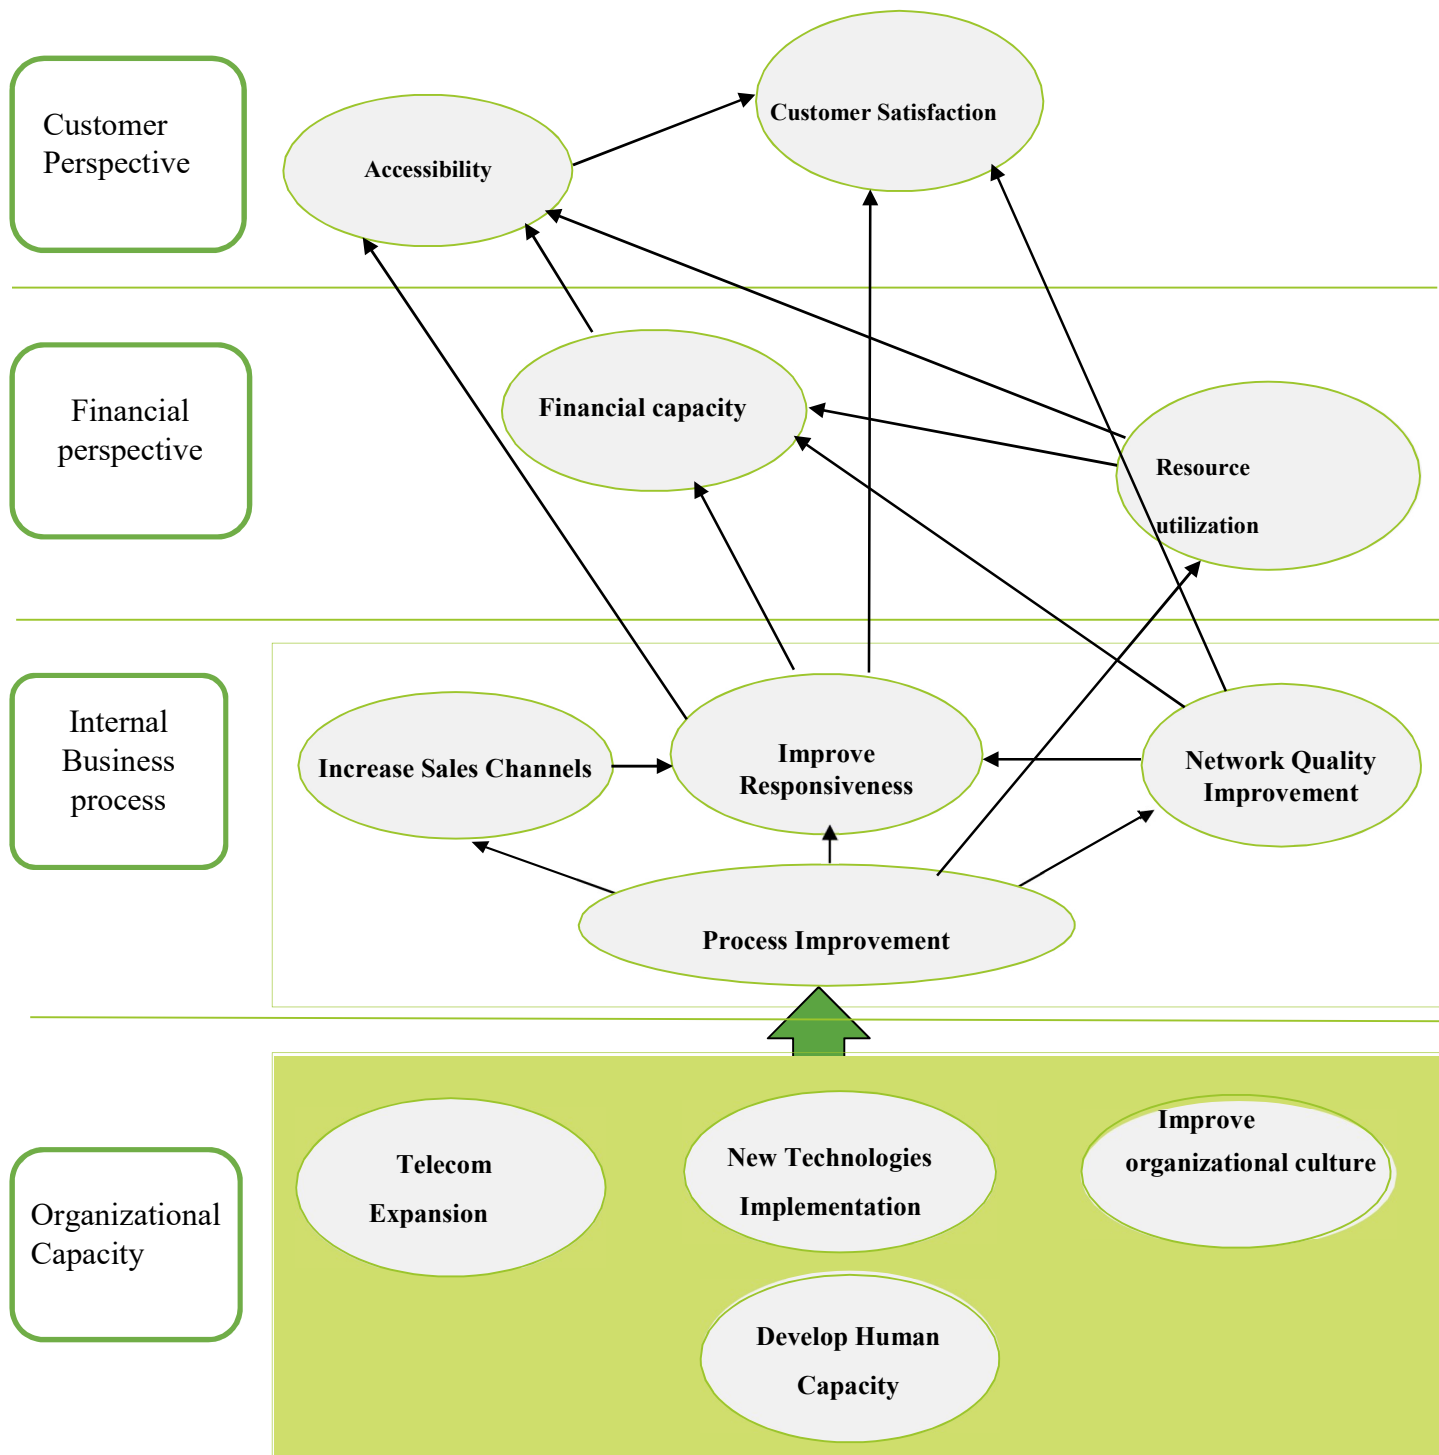 Customer
Perspective
Accessibility
Customer Satisfaction
Financial
perspective
Financial capacity
Resource
utilization
Internal
Business
process
Increase Sales Channels
Improve
Responsiveness
Network Quality
Improvement
Process Improvement
Organizational
Capacity
Telecom
Expansion
New Technologies
Implementation
Improve
organizational culture
Develop Human
Capacity